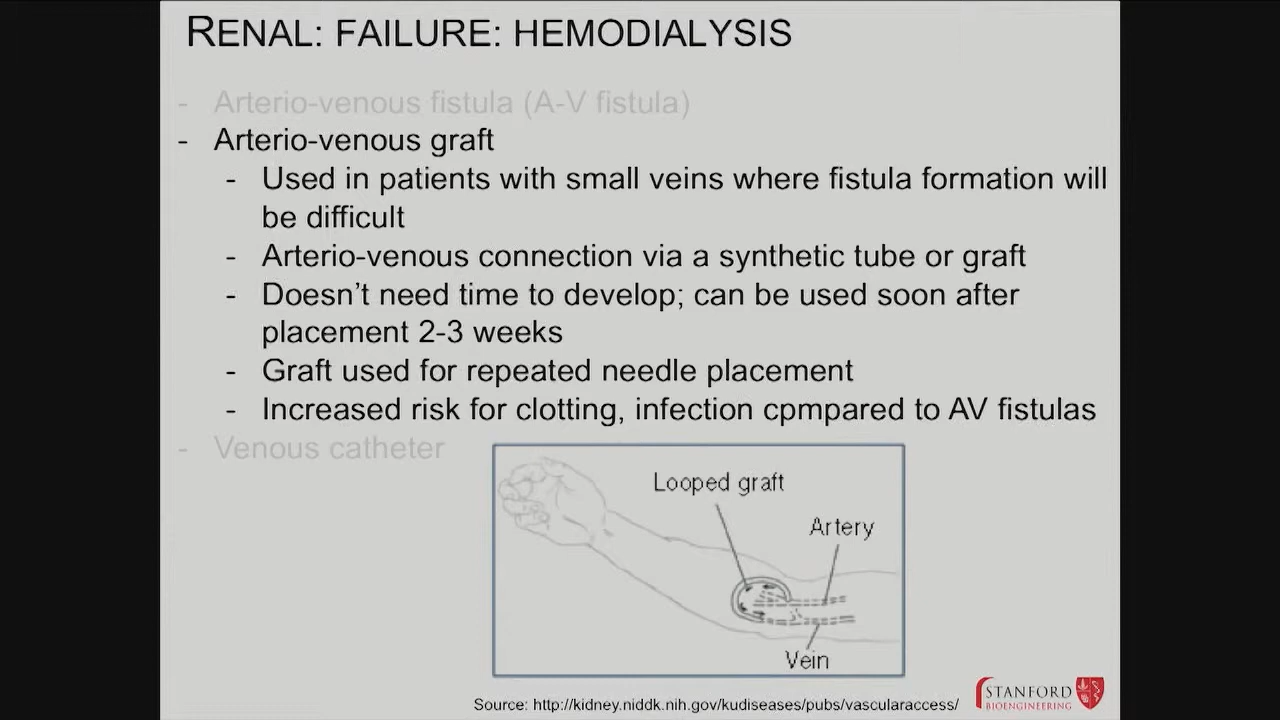 RENAL: FAILURE: HEMODIALYSIS
- Arterio-venous fistula (A-V fistula)
- Arterio-venous graft
- Used in patients with small veins where fistula formation will
be difficult
- Arterio-venous connection via a synthetic tube or graft
- Doesn't need time to develop; can be used soon after
placement 2-3 weeks
- Graft used for repeated needle placement
- Increased risk for clotting, infection cpmpared to AV fistulas
- Venous catheter
Looped graft
Artery
Vein
Source: http://kidney.niddk.nih.gov/kudiseases/pubs/vascularaccess/
STANFORD
BIOENGINEERING